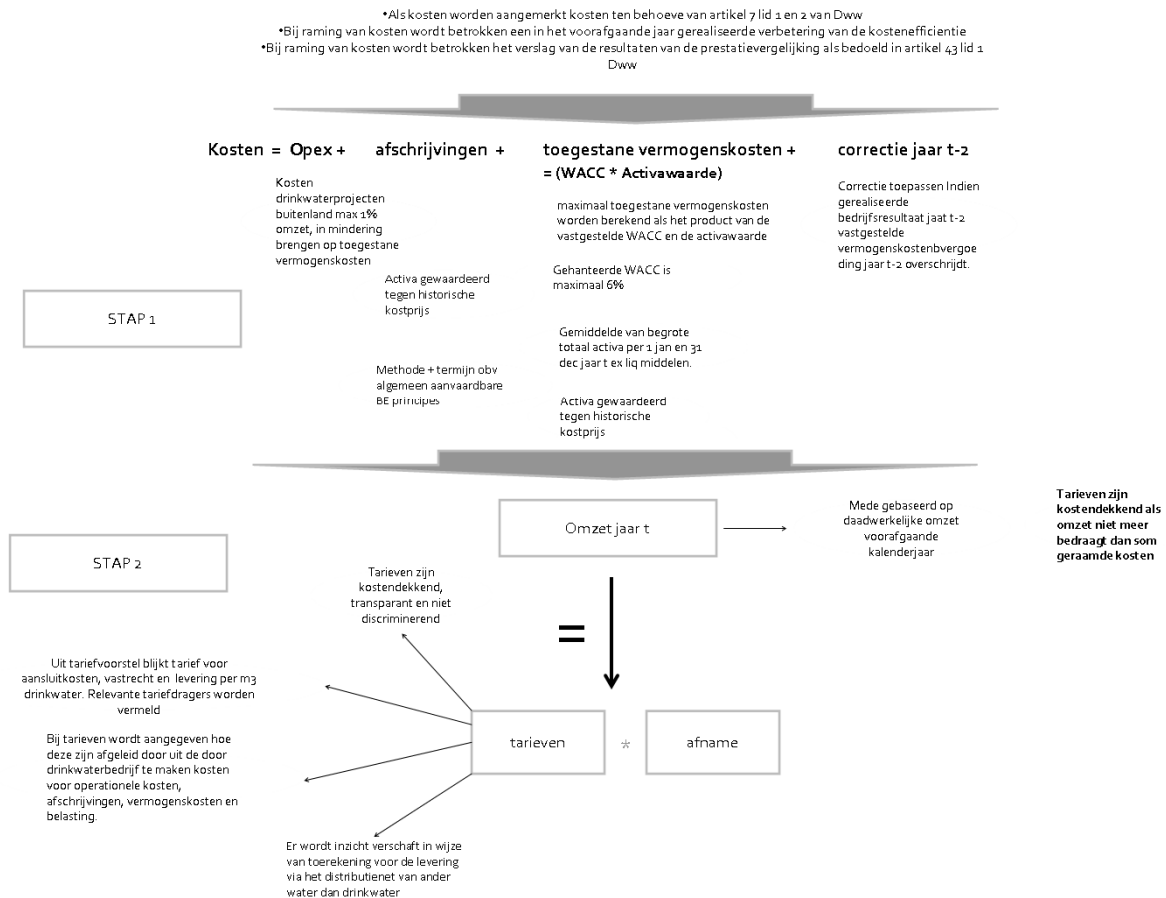 •Als kosten worden aangemerkt kosten ten behoeve van artikel 7 lid 1 en 2 van Dww
•Bij raming van kosten wordt betrokken een in het voorafgaande jaar gerealiseerde verbetering van de kostenefficientie
•Bij raming van kosten wordt betrokken het verslag van de resultaten van de prestatievergelijking als bedoeld in artikel 43 lid 1
Dww
Kosten = Opex + afschrijvingen + toegestane vermogenskosten + correctie jaar t-2
= (WACC * Activawaarde)
Kosten
drinkwaterprojecten
buitenland max 1%
omzet, in mindering
brengen op toegestane
vermogenskosten
Activa gewaardeerd
tegen historische
kostprijs
Methode + termijn obv
algemeen aanvaardbare
BE principes
maximaal toegestane vermogenskosten
worden berekend als het product van de
vastgestelde WACC en de activawaarde
Gehanteerde WACC is
maximaal 6%
Gemiddelde van begrote
totaal activa per 1 jan en 31
dec jaar t ex liq middelen.
Activa gewaardeerd
tegen historische
kostprijs
Correctie toepassen Indien
gerealiseerde
bedrijfsresultaat jaat t-2
vastgestelde
vermogenskostenbvergoe
ding jaar t-2 overschrijdt.
STAP 1
STAP 2
Omzet jaar t
Mede gebaseerd op
daadwerkelijke omzet
voorafgaande
kalenderjaar
Tarieven zijn
kostendekkend als
omzet niet meer
bedraagt dan som
geraamde kosten
Tarieven zijn
kostendekkend,
transparant en niet
discriminerend
=
Uit tariefvoorstel blijkt tarief voor
aansluitkosten, vastrecht en levering per m3
drinkwater. Relevante tariefdragers worden
vermeld
Bij tarieven wordt aangegeven hoe
deze zijn afgeleid door uit de door
drinkwaterbedrijf te maken kosten
voor operationele kosten,
afschrijvingen, vermogenskosten en
belasting.
tarieven * afname
Er wordt inzicht verschaft in wijze
van toerekening voor de levering
via het distributienet van ander
water dan drinkwater